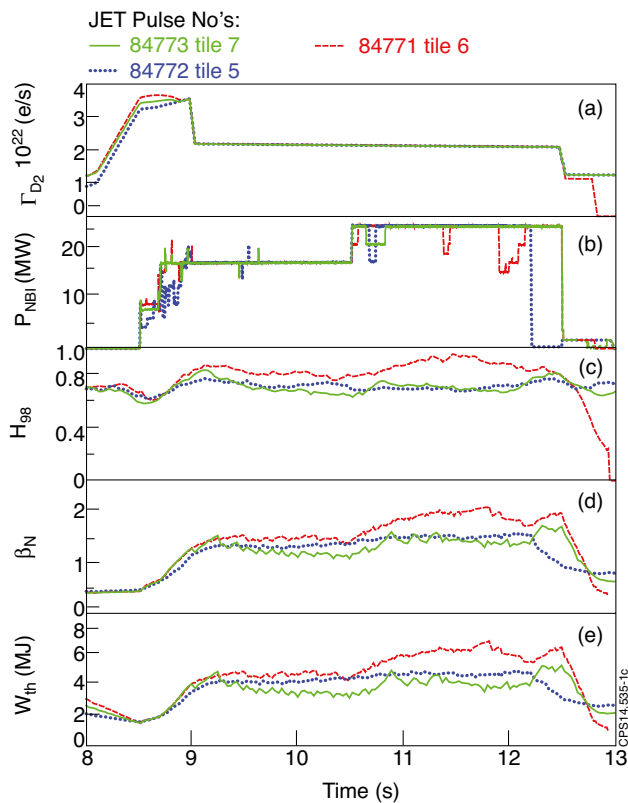 JET Pulse No's:
84773 tile 7
84771 tile 6
84772 tile 5
4
3
2
1
0
Γ_D2 10^22 (e/s)
(a)
20
10
P_NBI (MW)
(b)
1.0
0.8
0.4
0
H_98
(c)
2
1
0
β_N
(d)
8
6
4
2
0
W_th (MJ)
(e)
8 9 10 11 12 13
Time (s)
CPS14.535-1c